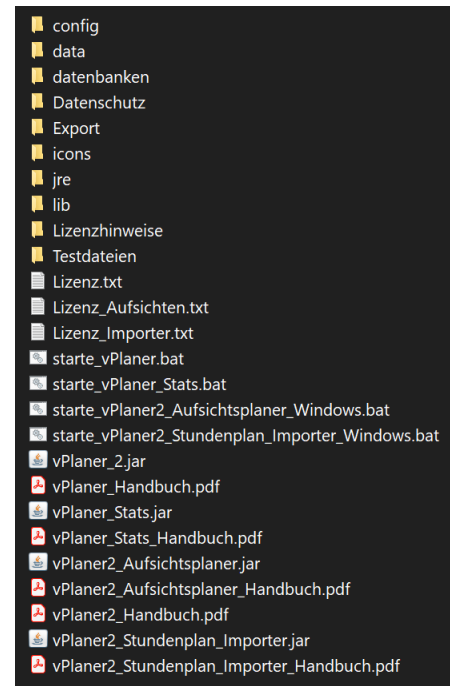 config
data
datenbanken
Datenschutz
Export
icons
jre
lib
Lizenzhinweise
Testdateien
Lizenz.txt
Lizenz_Aufsichten.txt
Lizenz_Importer.txt
starte_vPlaner.bat
starte_vPlaner_Stats.bat
starte_vPlaner2_Aufsichtsplaner_Windows.bat
starte_vPlaner2_Stundenplan_Importer_Windows.bat
vPlaner_2.jar
vPlaner_Handbuch.pdf
vPlaner_Stats.jar
vPlaner_Stats_Handbuch.pdf
vPlaner2_Aufsichtsplaner.jar
vPlaner2_Aufsichtsplaner_Handbuch.pdf
vPlaner2_Handbuch.pdf
vPlaner2_Stundenplan_Importer.jar
vPlaner2_Stundenplan_Importer_Handbuch.pdf